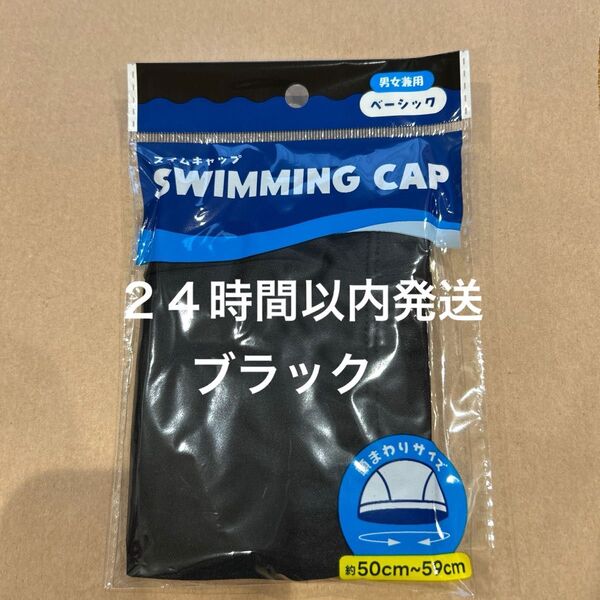 男女兼用
ベーシック
スイムキャップ
SWIMMING CAP
24時間以内発送
ブラック
頭まわりサイズ
約50cm~59cm